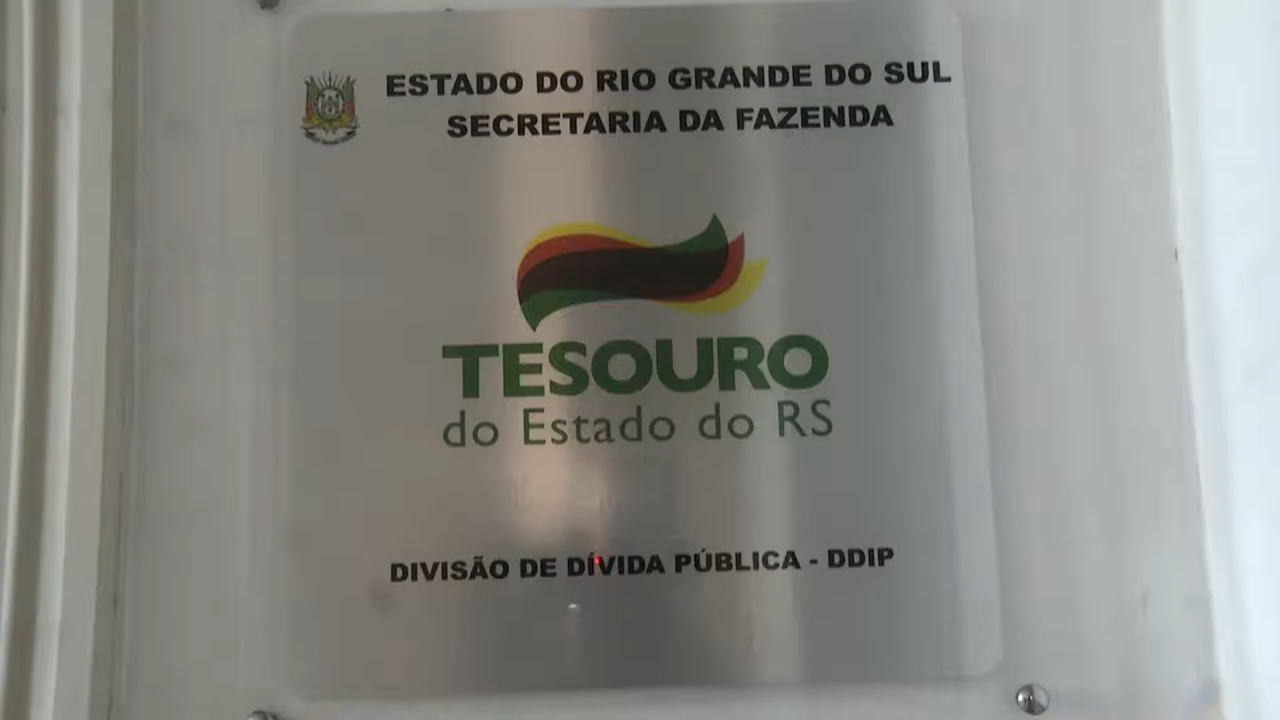 ESTADO DO RIO GRANDE DO SUL
SECRETARIA DA FAZENDA
TESOURO
do Estado do RS
DIVISÃO DE DÍVIDA PÚBLICA - DDIP